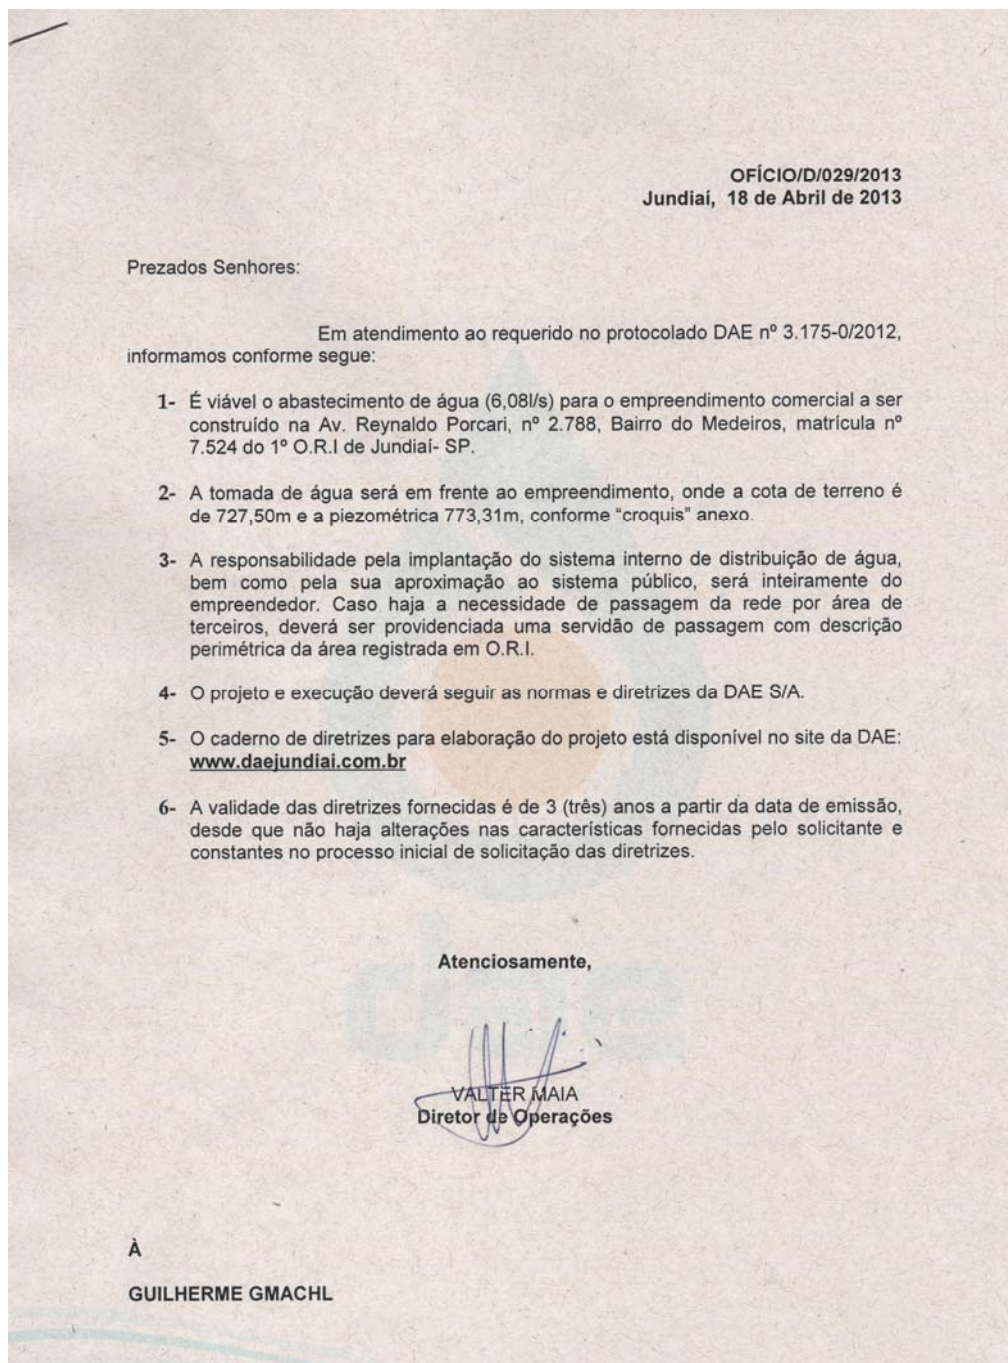 OFÍCIO/D/029/2013
Jundiaí, 18 de Abril de 2013
Prezados Senhores:
Em atendimento ao requerido no protocolado DAE nº 3.175-0/2012,
informamos conforme segue:
1- É viável o abastecimento de água (6,08l/s) para o empreendimento comercial a ser
construído na Av. Reynaldo Porcari, nº 2.788, Bairro do Medeiros, matrícula nº
7.524 do 1º O.R.I de Jundiaí- SP.
2- A tomada de água será em frente ao empreendimento, onde a cota de terreno é
de 727,50m e a piezométrica 773,31m, conforme “croquis” anexo.
3- A responsabilidade pela implantação do sistema interno de distribuição de água,
bem como pela sua aproximação ao sistema público, será inteiramente do
empreendedor. Caso haja a necessidade de passagem da rede por área de
terceiros, deverá ser providenciada uma servidão de passagem com descrição
perimétrica da área registrada em O.R.I.
4- O projeto e execução deverá seguir as normas e diretrizes da DAE S/A.
5- O caderno de diretrizes para elaboração do projeto está disponível no site da DAE:
www.daejundiai.com.br
6- A validade das diretrizes fornecidas é de 3 (três) anos a partir da data de emissão,
desde que não haja alterações nas características fornecidas pelo solicitante e
constantes no processo inicial de solicitação das diretrizes.
Atenciosamente,
dae
VALTER MAIA
Diretor de Operações
À
GUILHERME GMACHL